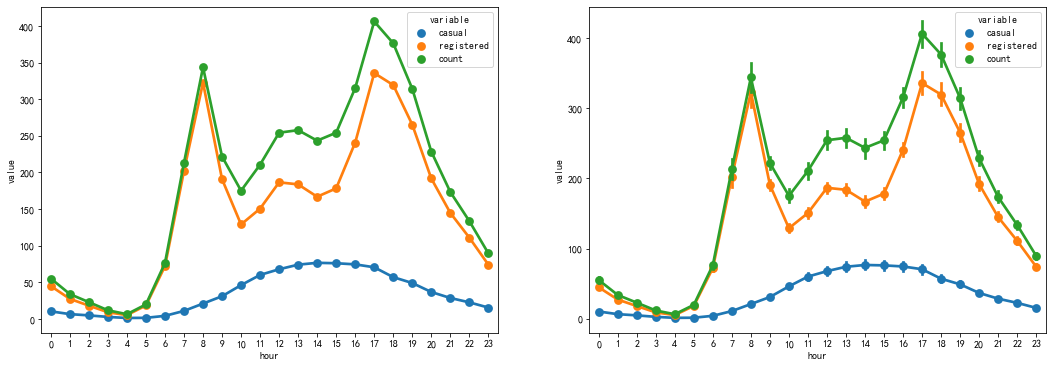 400
350
300
250
200
150
100
50
0
value
variable
casual
registered
count
0 1 2 3 4 5 6 7 8 9 10 11 12 13 14 15 16 17 18 19 20 21 22 23
hour
400
300
200
100
0
value
variable
casual
registered
count
0 1 2 3 4 5 6 7 8 9 10 11 12 13 14 15 16 17 18 19 20 21 22 23
hour